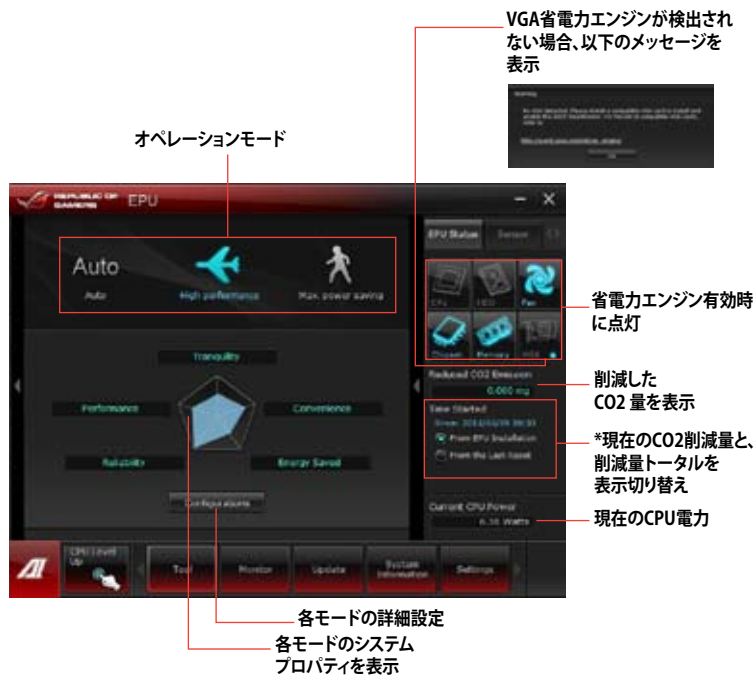 VGA省電力エンジンが検出され
ない場合、以下のメッセージを
表示
Warning
オペレーションモード
REPUBLIC OF
GAMERS
EPU
EPU Status
Sensor
Auto
Auto
High performance
Max. power saving
CPU
HDD
Fan
Chipset
Memory
VGA
省電力エンジン有効時
に点灯
Tranquility
Performance
Convenience
Reliability
Energy Saved
Configurations
Reduced CO2 Emission
0.000 mg
削減した
CO2 量を表示
Time Started
From EPU Installation
From the Last Reset
*現在のCO2削減量と、
削減量トータルを
表示切り替え
Current CPU Power
Watts
現在のCPU電力
CPU Level
Up
Tool
Monitor
Update
System
Information
Settings
各モードの詳細設定
各モードのシステム
プロパティを表示